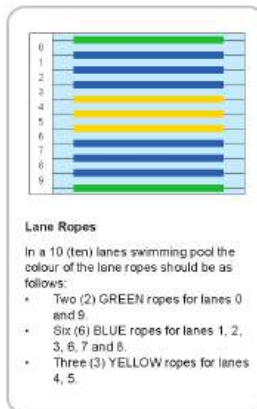 0
1
2
3
4
5
6
7
8
9
Lane Ropes
In a 10 (ten) lanes swimming pool the
colour of the lane ropes should be as
follows:
• Two (2) GREEN ropes for lanes 0
and 9.
• Six (6) BLUE ropes for lanes 1, 2,
3, 6, 7 and 8.
• Three (3) YELLOW ropes for lanes
4, 5.